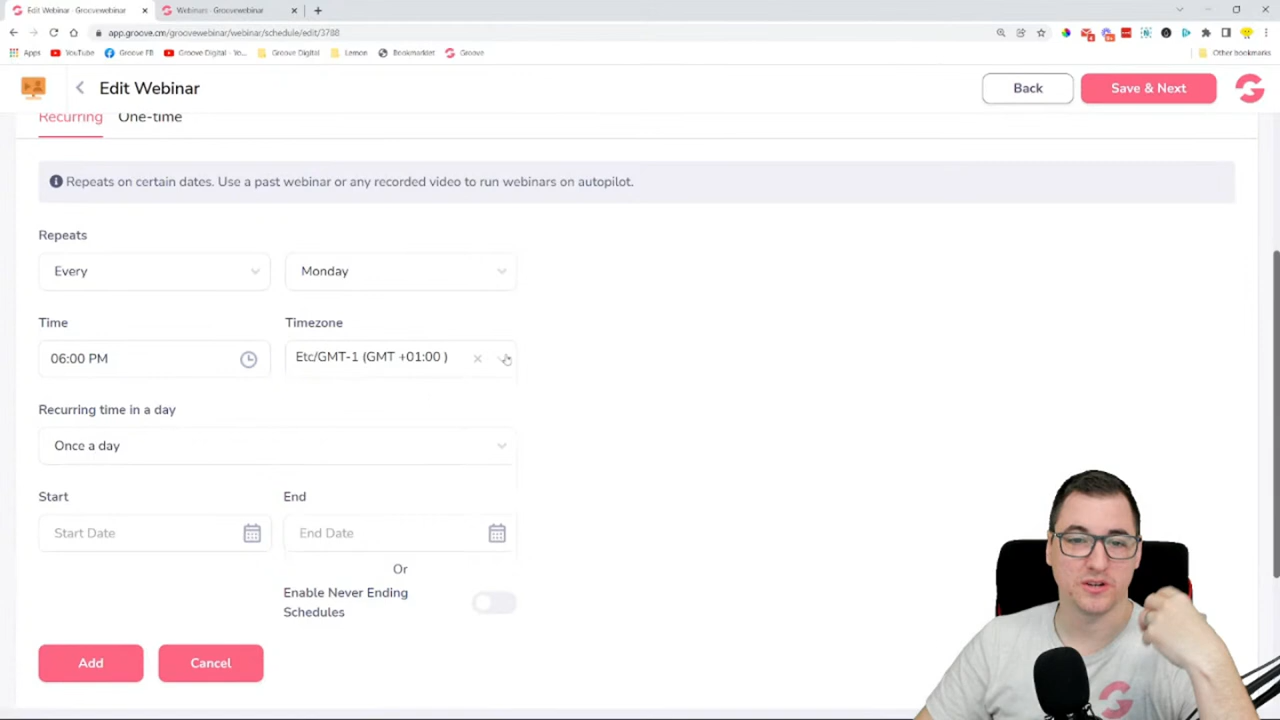 Edit Webinar - Groovewebinar
Webinars - Groovewebinar
app.groove.cm/groovewebinar/webinar/schedule/edit/3788
Apps
YouTube
Groove FB
Groove Digital - Yo...
Groove Digital
Lemon
Bookmarklet
Groove
Other bookmarks
Edit Webinar
Back
Save & Next
Recurring
One-time
Repeats on certain dates. Use a past webinar or any recorded video to run webinars on autopilot.
Repeats
Every
Monday
Time
Timezone
06:00 PM
Etc/GMT-1 (GMT +01:00 )
Recurring time in a day
Once a day
Start
End
Start Date
End Date
Or
Enable Never Ending
Schedules
Add
Cancel